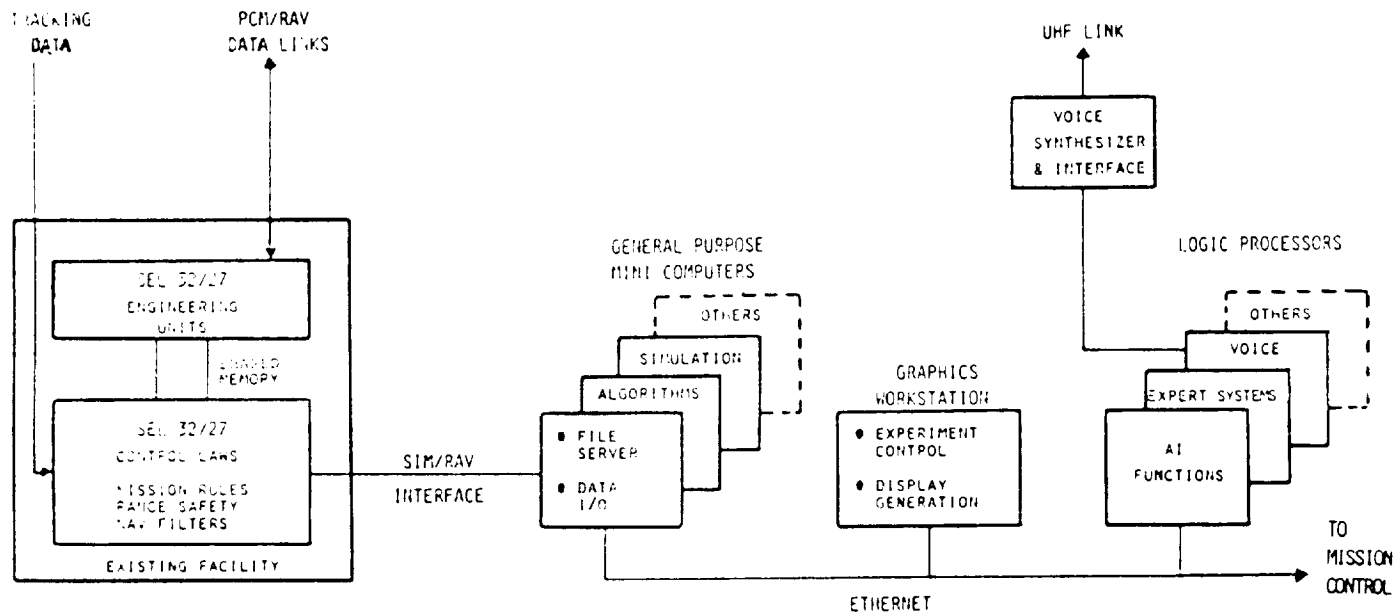 TRACKING
DATA
PCM/RAV
DATA LINKS
UHF LINK
VOICE
SYNTHESIZER
& INTERFACE
GENERAL PURPOSE
MINI COMPUTERS
LOGIC PROCESSORS
SEL 32/27
ENGINEERING
UNITS
SHARED
MEMORY
SEL 32/27
CONTROL LAWS
MISSION RULES
RANGE SAFETY
NAV FILTERS
EXISTING FACILITY
SIM/RAV
INTERFACE
OTHERS
SIMULATION
ALGORITHMS
• FILE
SERVER
• DATA
I/O
GRAPHICS
WORKSTATION
• EXPERIMENT
CONTROL
• DISPLAY
GENERATION
OTHERS
VOICE
EXPERT SYSTEMS
AI
FUNCTIONS
TO
MISSION
CONTROL
ETHERNET